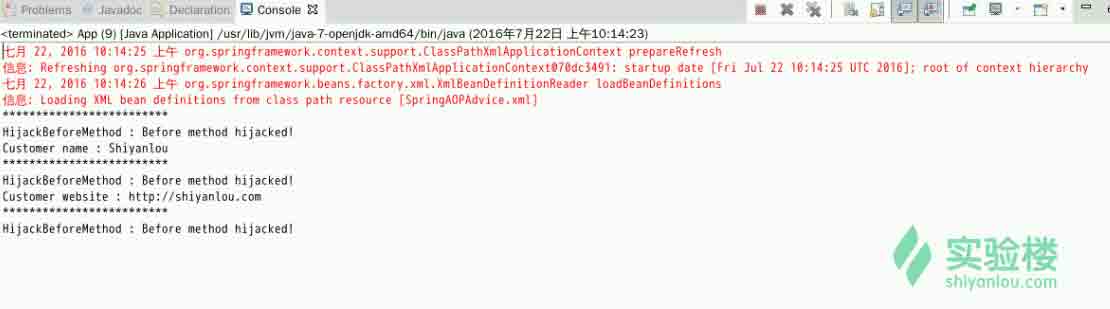 Problems @ Javadoc Declaration Console
<terminated> App (9) [Java Application] /usr/lib/jvm/java-7-openjdk-amd64/bin/java (2016年7月22日 上午10:14:23)
七月 22, 2016 10:14:25 上午 org.springframework.context.support.ClassPathXmlApplicationContext prepareRefresh
信息: Refreshing org.springframework.context.support.ClassPathXmlApplicationContext@70dc3491: startup date [Fri Jul 22 10:14:25 UTC 2016]; root of context hierarchy
七月 22, 2016 10:14:26 上午 org.springframework.beans.factory.xml.XmlBeanDefinitionReader loadBeanDefinitions
信息: Loading XML bean definitions from class path resource [SpringAOPAdvice.xml]
*************************
HijackBeforeMethod : Before method hijacked!
Customer name : Shiyanlou
*************************
HijackBeforeMethod : Before method hijacked!
Customer website : http://shiyanlou.com
*************************
HijackBeforeMethod : Before method hijacked!
实验楼
shiyanlou.com